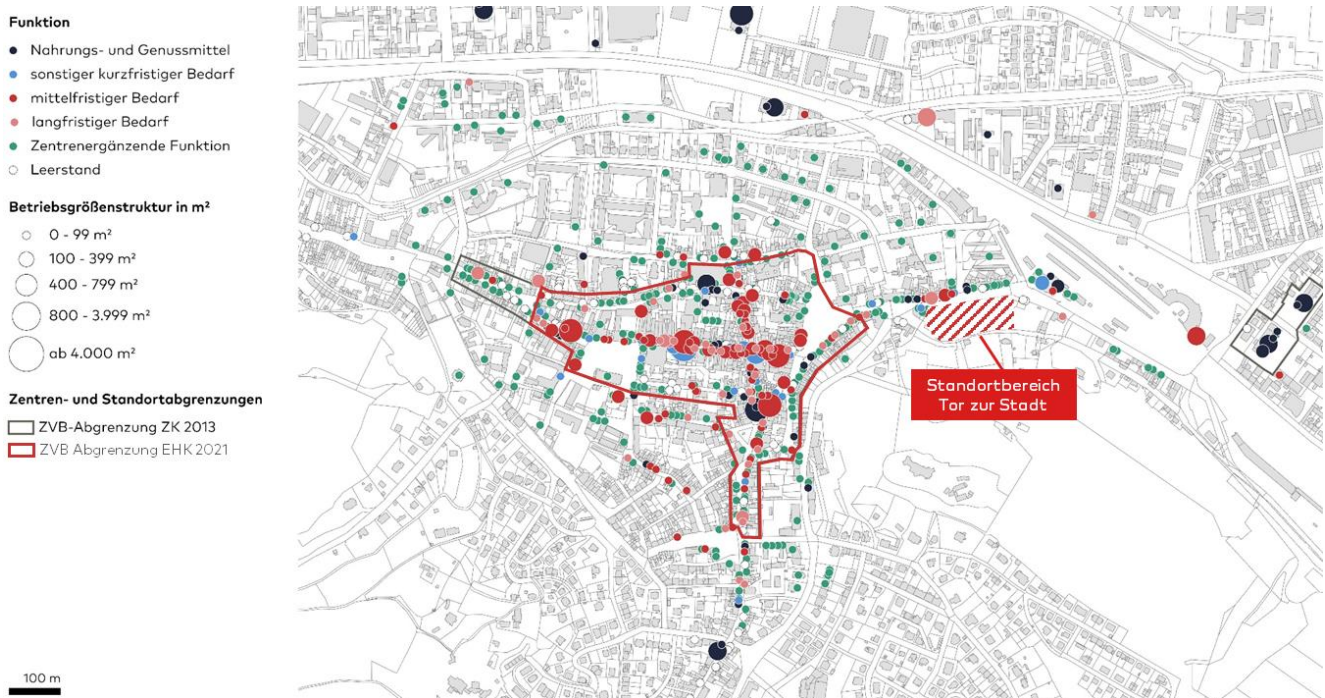 Funktion
Nahrungs- und Genussmittel
sonstiger kurzfristiger Bedarf
mittelfristiger Bedarf
langfristiger Bedarf
Zentrenergänzende Funktion
Leerstand
Betriebsgrößenstruktur in m²
0 - 99 m²
100 - 399 m²
400 - 799 m²
800 - 3.999 m²
ab 4.000 m²
Zentren- und Standortabgrenzungen
ZVB-Abgrenzung ZK 2013
ZVB Abgrenzung EHK 2021
100 m
Standortbereich
Tor zur Stadt